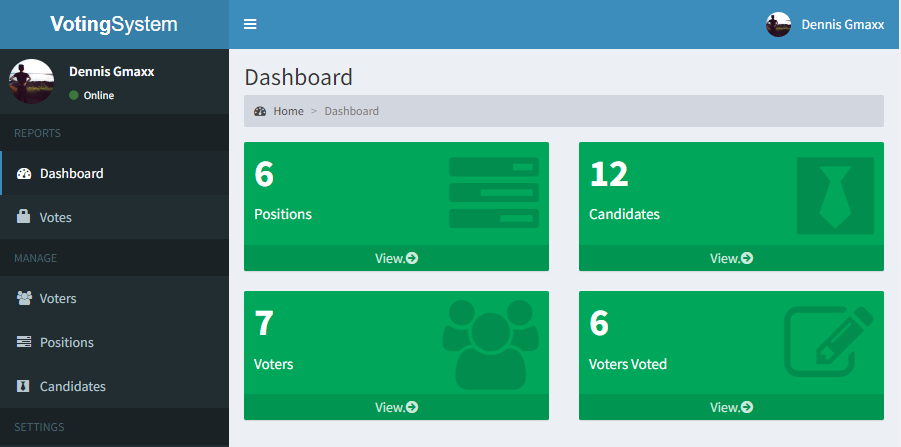 VotingSystem
Dennis Gmaxx
Dennis Gmaxx
Online
REPORTS
Dashboard
Votes
MANAGE
Voters
Positions
Candidates
SETTINGS
Dashboard
Home > Dashboard
6
Positions
View.
12
Candidates
View.
7
Voters
View.
6
Voters Voted
View.